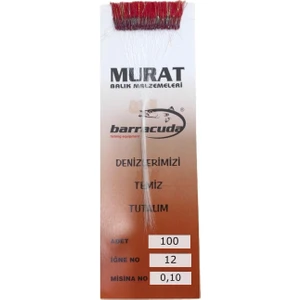 MURAT
BALIK MALZEMELERİ
barracuda
DENİZLERİMİZİ
TEMİZ
TUTALIM
ADET 100
İĞNE NO 12
MİSİNA NO 0,10